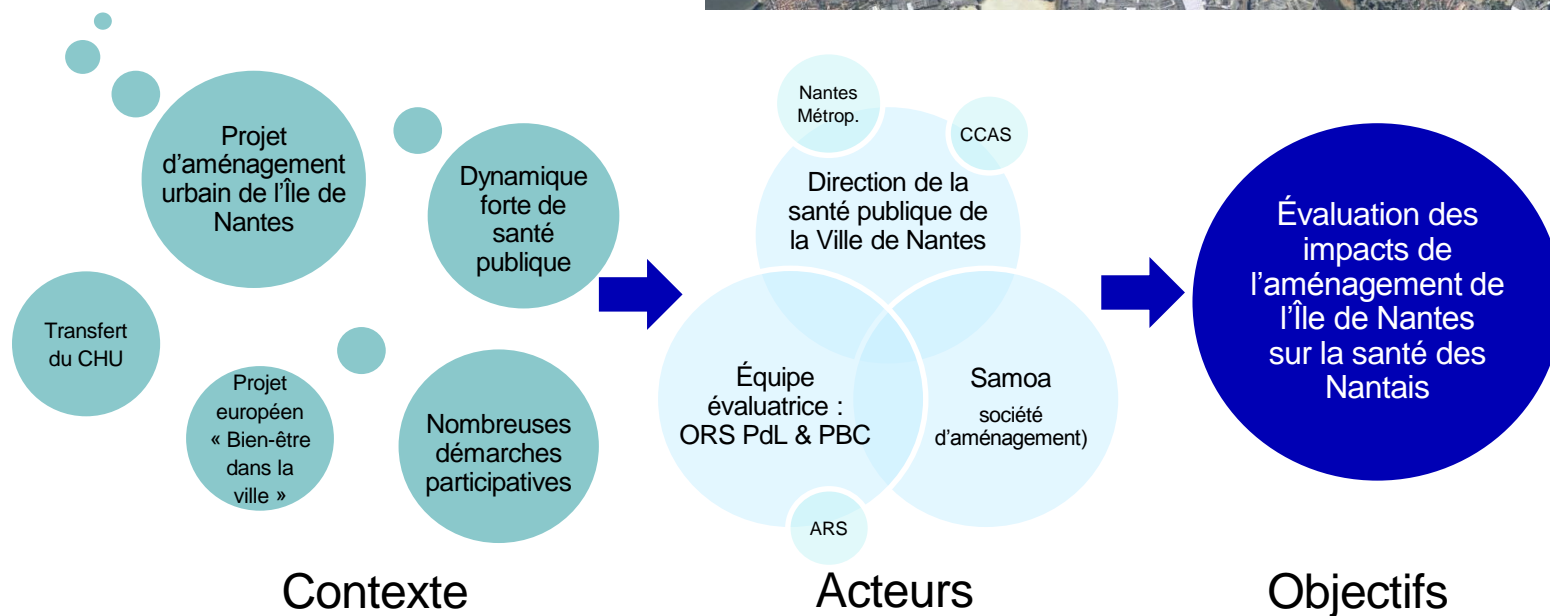 Projet
d’aménagement
urbain de l’Île de
Nantes
Dynamique
forte de
santé
publique
Transfert
du CHU
Projet
européen
« Bien-être
dans la
ville »
Nombreuses
démarches
participatives
Contexte
Nantes
Métrop.
CCAS
Direction de la
santé publique de
la Ville de Nantes
Équipe
évaluatrice :
ORS PdL & PBC
Samoa
société
d’aménagement)
ARS
Acteurs
Évaluation des
impacts de
l’aménagement de
l’Île de Nantes
sur la santé des
Nantais
Objectifs